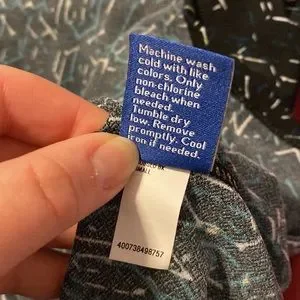 Machine wash
cold with like
colors. Only
non-chlorine
bleach when
needed.
Tumble dry
low. Remove
promptly. Cool
iron if needed.
SMALL
400738498757